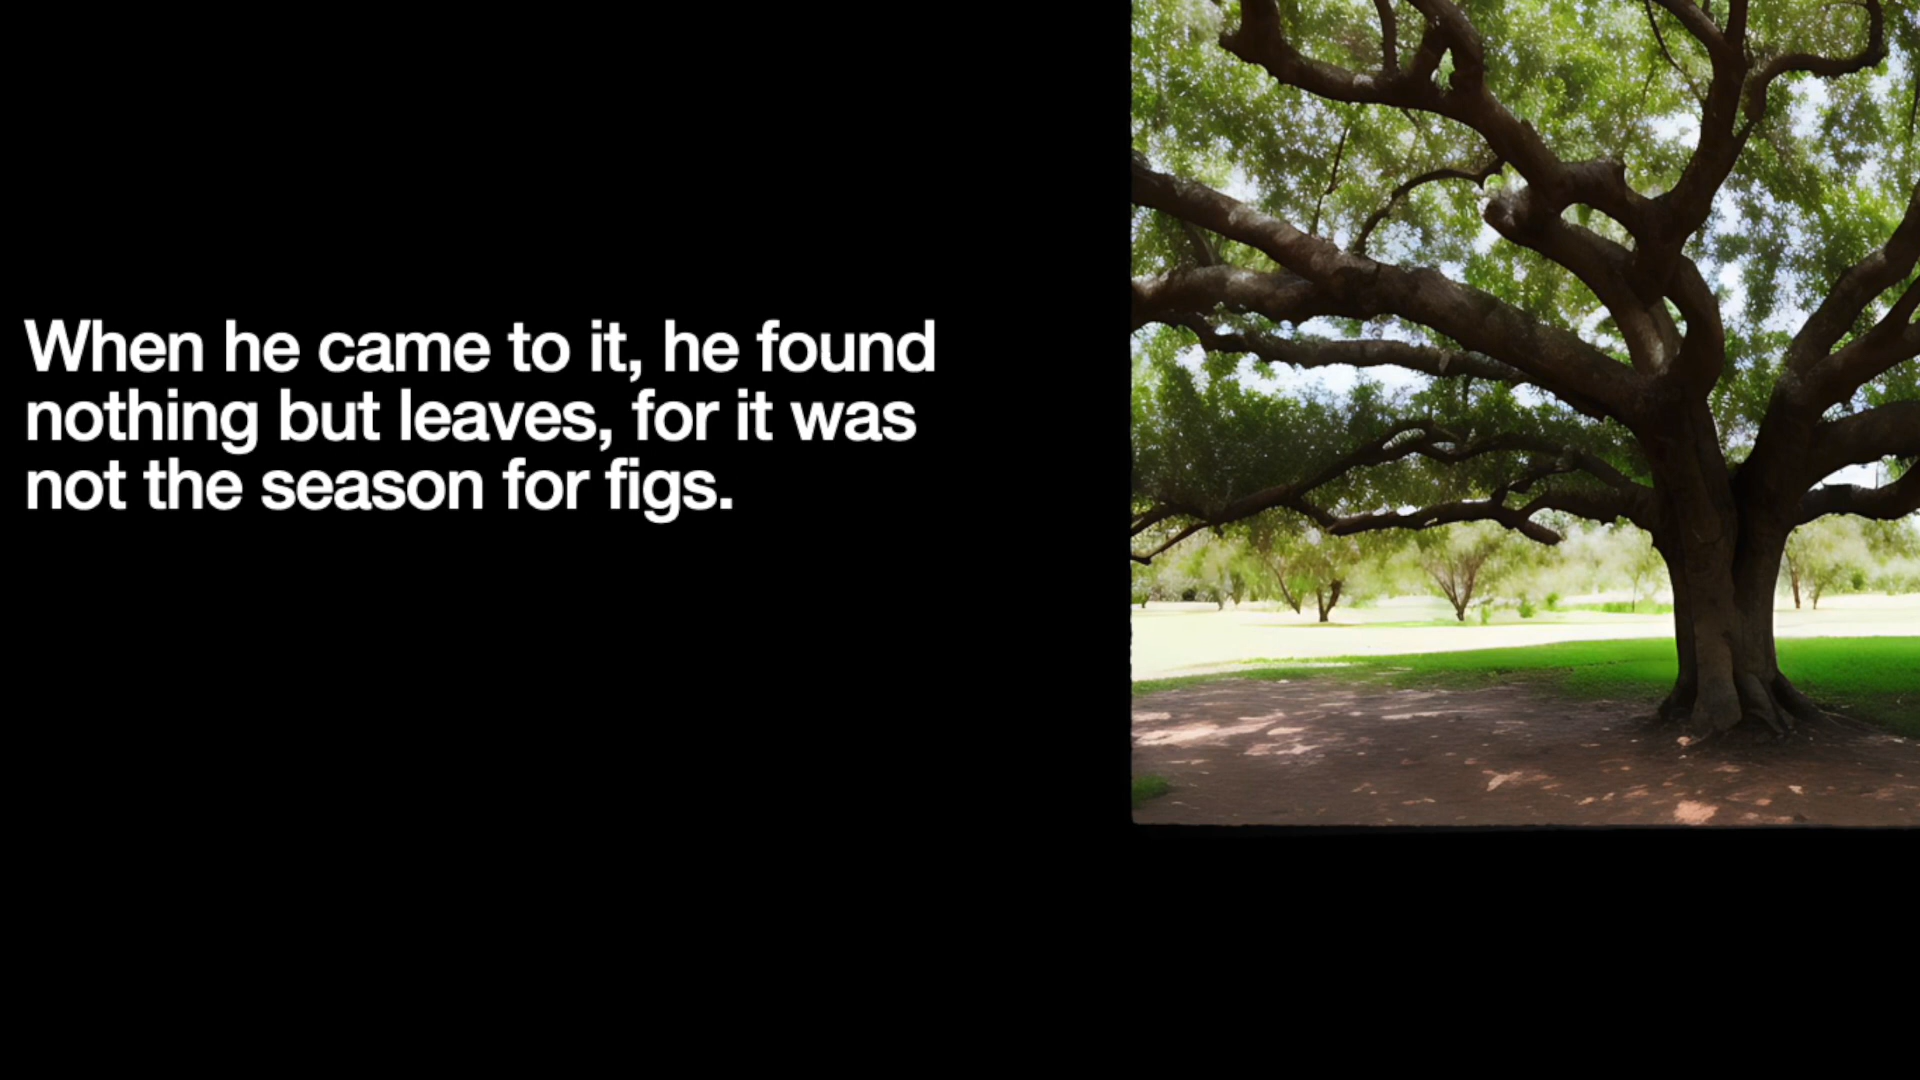 When he came to it, he found
nothing but leaves, for it was
not the season for figs.